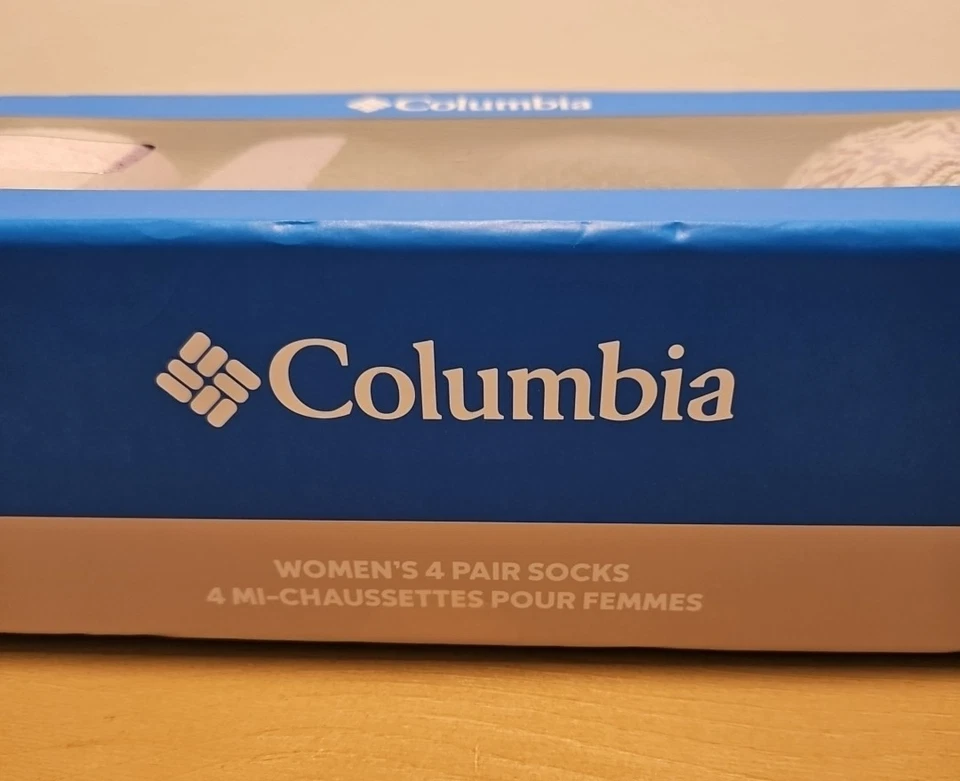 Columbia
Columbia
WOMEN'S 4 PAIR SOCKS
4 MI-CHAUSSETTES POUR FEMMES